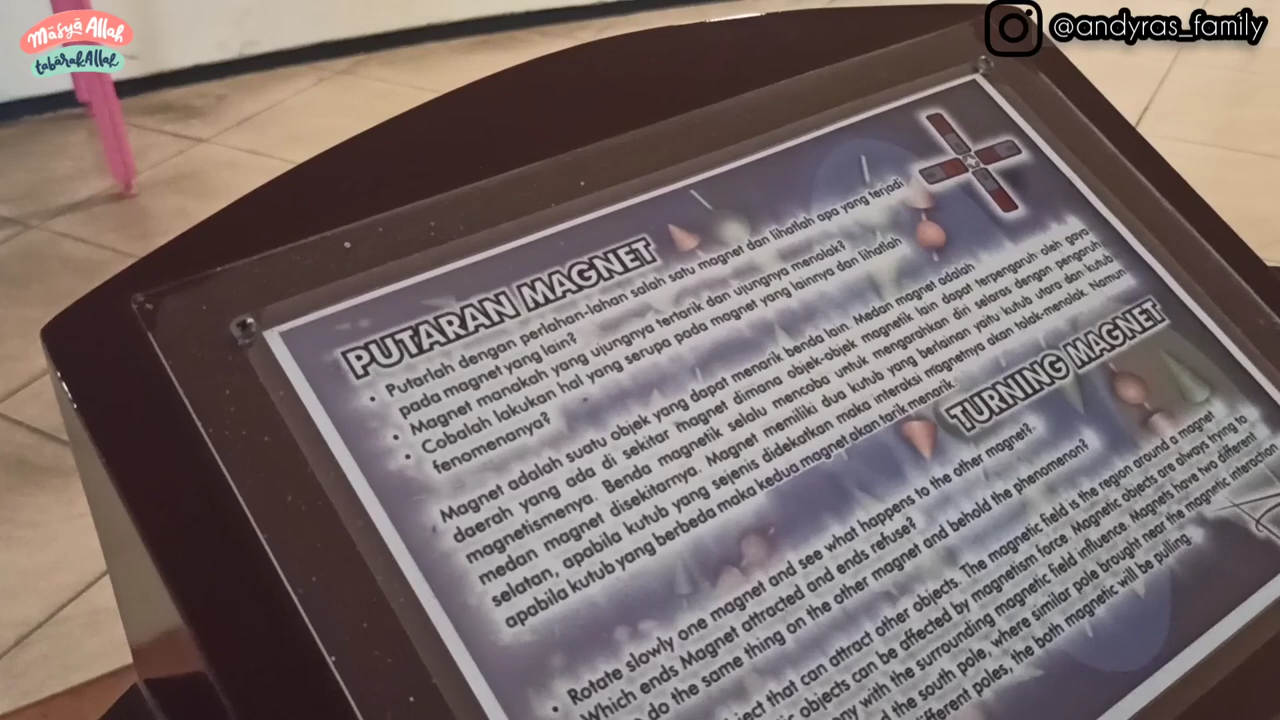 Māsyā Allah
tabārakAllah
@andyras_family
PUTARAN MAGNET
• Putarlah dengan perlahan-lahan salah satu magnet dan lihatlah apa yang terjadi
pada magnet yang lain?
• Magnet manakah yang ujungnya tertarik dan ujungnya menolak?
• Cobalah lakukan hal yang serupa pada magnet yang lainnya dan lihatlah
fenomenanya?
Magnet adalah suatu objek yang dapat menarik benda lain. Medan magnet adalah
daerah yang ada di sekitar magnet dimana objek-objek magnetik lain dapat terpengaruh oleh gaya
magnetismenya. Benda magnetik selalu mencoba untuk mengarahkan diri selaras dengan pengaruh
medan magnet disekitarnya. Magnet memiliki dua kutub yang berlainan yaitu kutub utara dan kutub
selatan, apabila kutub yang sejenis didekatkan maka interaksi magnetnya akan tolak-menolak. Namun
apabila kutub yang berbeda maka kedua magnet akan tarik menarik.
TURNING MAGNET
• Rotate slowly one magnet and see what happens to the other magnet?
Which ends Magnet attracted and ends refuse?
do the same thing on the other magnet and behold the phenomenon?
that can attract other objects. The magnetic field is the region around a magnet
objects can be affected by magnetism force. Magnetic objects are always trying to
with the surrounding magnetic field influence. Magnets have two different
the south pole, where similar pole brought near the magnetic interaction
different poles, the both magnetic will be pulling.